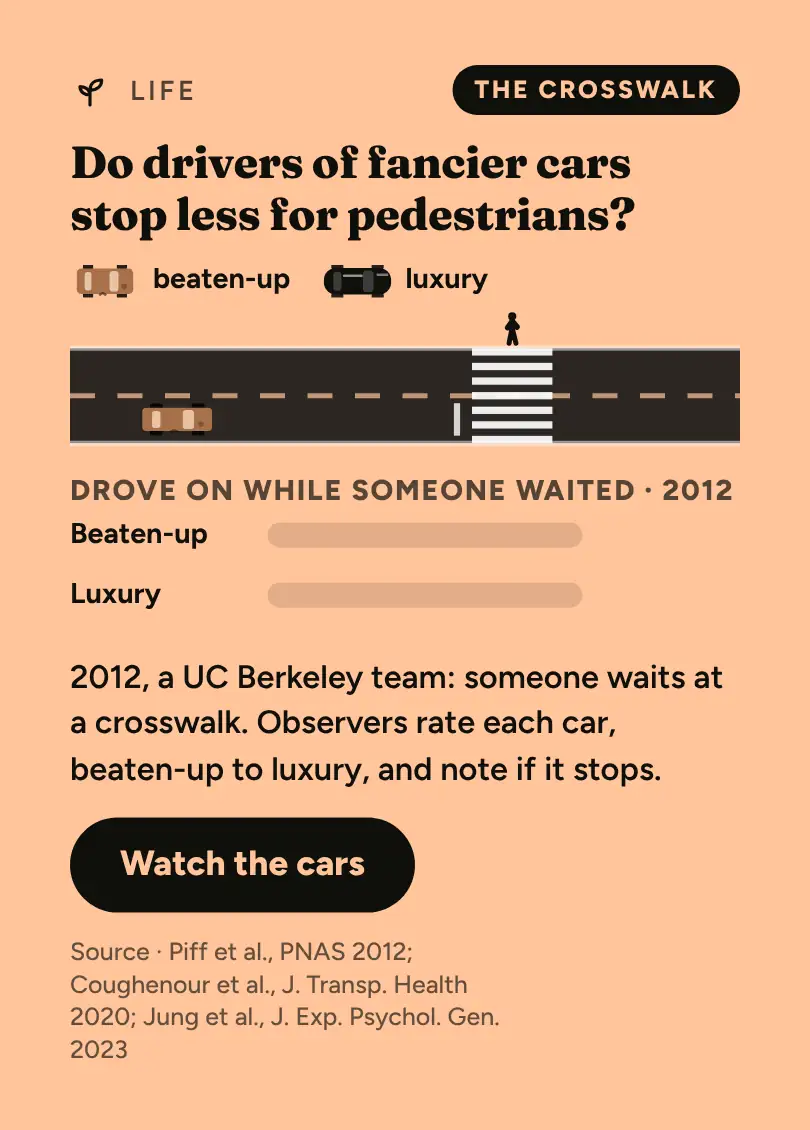 LIFE
THE CROSSWALK
Do drivers of fancier cars
stop less for pedestrians?
beaten-up
luxury
DROVE ON WHILE SOMEONE WAITED · 2012
Beaten-up
Luxury
2012, a UC Berkeley team: someone waits at
a crosswalk. Observers rate each car,
beaten-up to luxury, and note if it stops.
Watch the cars
Source · Piff et al., PNAS 2012;
Coughenour et al., J. Transp. Health
2020; Jung et al., J. Exp. Psychol. Gen.
2023